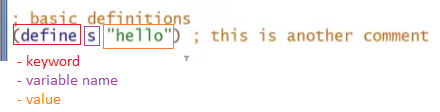 ; basic definitions
(define s "hello") ; this is another comment
- keyword
- variable name
- value